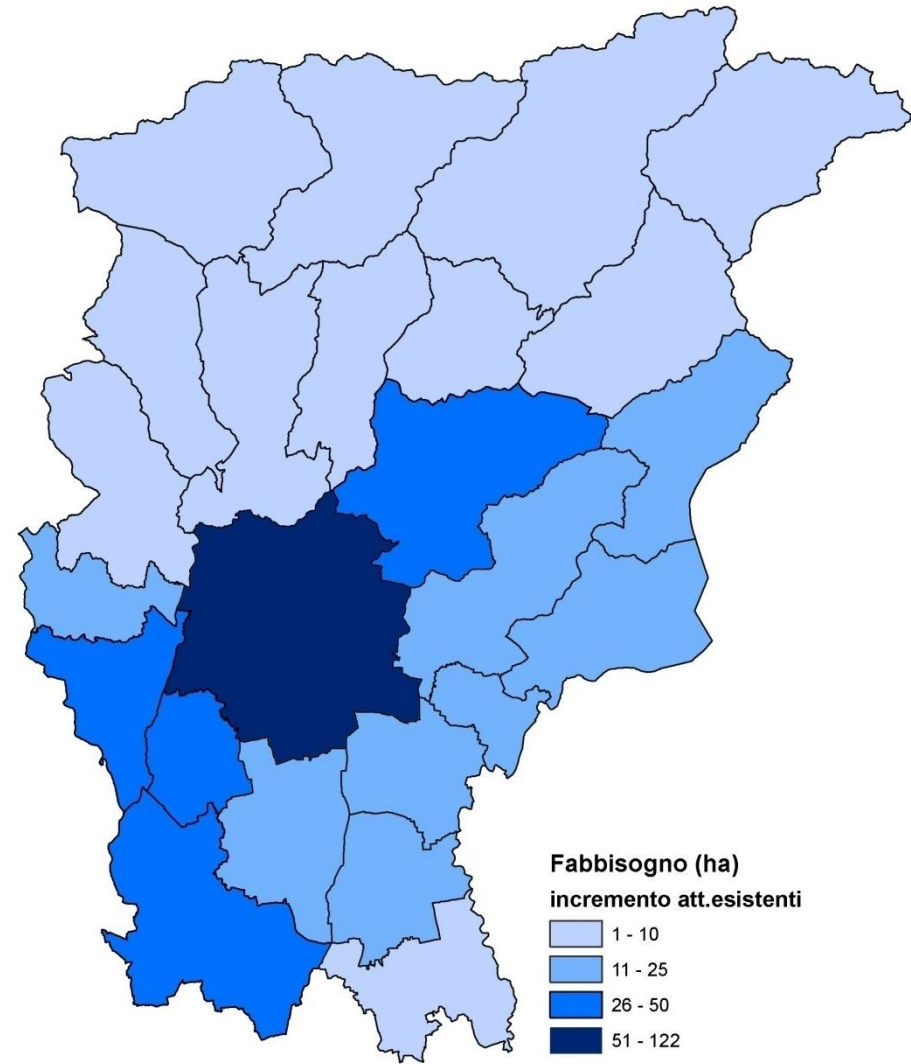 Fabbisogno (ha)
incremento att.esistenti
1 - 10
11 - 25
26 - 50
51 - 122